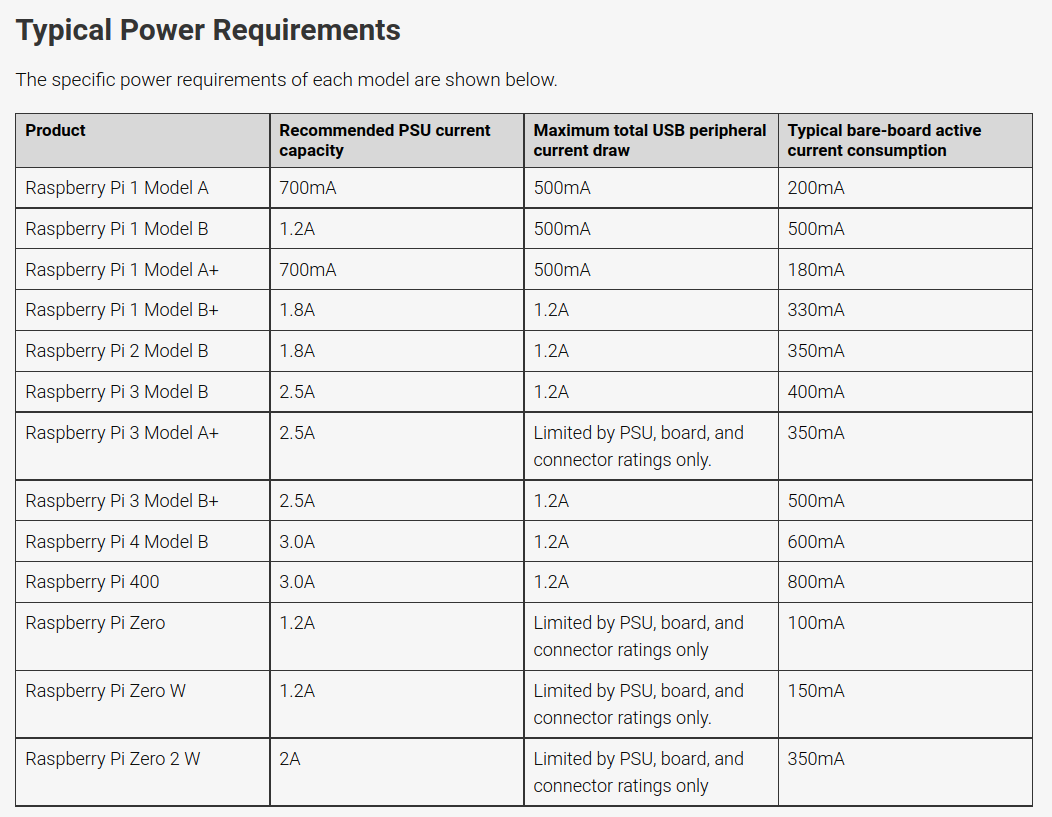 Typical Power Requirements
The specific power requirements of each model are shown below.
Product Recommended PSU current capacity Maximum total USB peripheral current draw Typical bare-board active current consumption
Raspberry Pi 1 Model A 700mA 500mA 200mA
Raspberry Pi 1 Model B 1.2A 500mA 500mA
Raspberry Pi 1 Model A+ 700mA 500mA 180mA
Raspberry Pi 1 Model B+ 1.8A 1.2A 330mA
Raspberry Pi 2 Model B 1.8A 1.2A 350mA
Raspberry Pi 3 Model B 2.5A 1.2A 400mA
Raspberry Pi 3 Model A+ 2.5A Limited by PSU, board, and connector ratings only. 350mA
Raspberry Pi 3 Model B+ 2.5A 1.2A 500mA
Raspberry Pi 4 Model B 3.0A 1.2A 600mA
Raspberry Pi 400 3.0A 1.2A 800mA
Raspberry Pi Zero 1.2A Limited by PSU, board, and connector ratings only 100mA
Raspberry Pi Zero W 1.2A Limited by PSU, board, and connector ratings only. 150mA
Raspberry Pi Zero 2 W 2A Limited by PSU, board, and connector ratings only 350mA